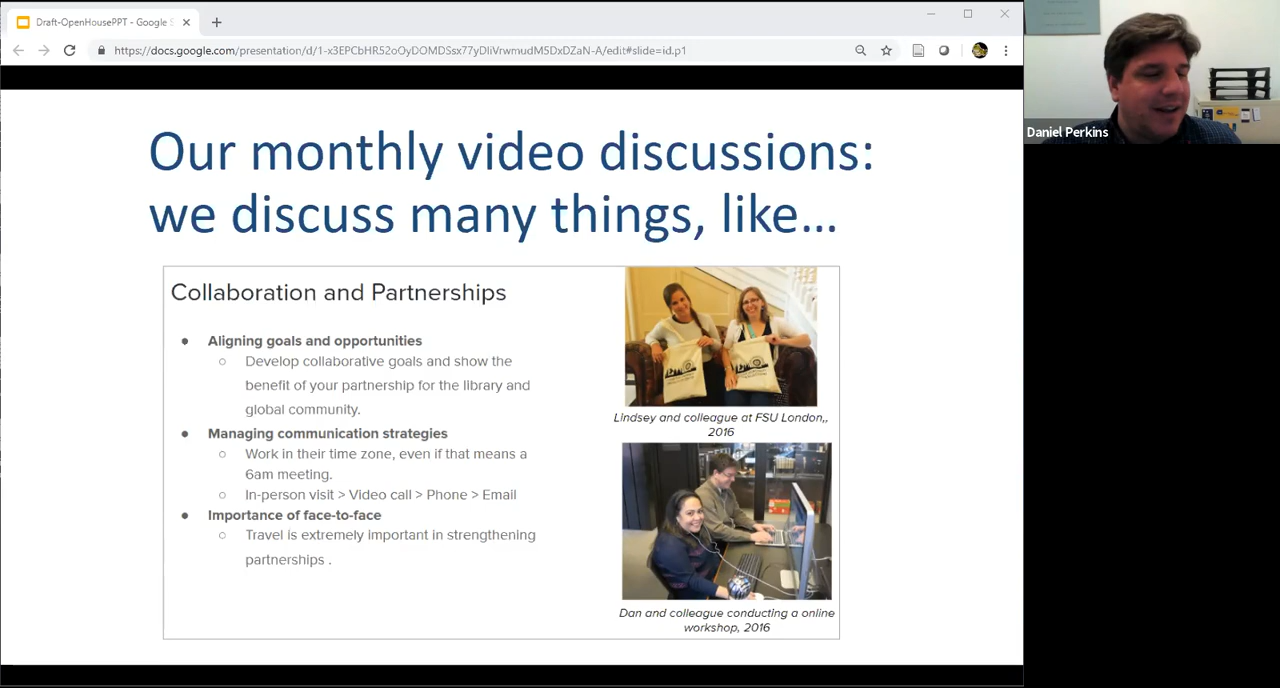 Draft-OpenHousePPT - Google S
https://docs.google.com/presentation/d/1-x3EPCbHR52oOyDOMDSsx77yDliVrwmudM5DxDZaN-A/edit#slide=id.p1
Daniel Perkins
Our monthly video discussions:
we discuss many things, like...
Collaboration and Partnerships
● Aligning goals and opportunities
○ Develop collaborative goals and show the
benefit of your partnership for the library and
global community.
● Managing communication strategies
○ Work in their time zone, even if that means a
6am meeting.
○ In-person visit > Video call > Phone > Email
● Importance of face-to-face
○ Travel is extremely important in strengthening
partnerships .
Lindsey and colleague at FSU London,,
2016
Dan and colleague conducting a online
workshop, 2016